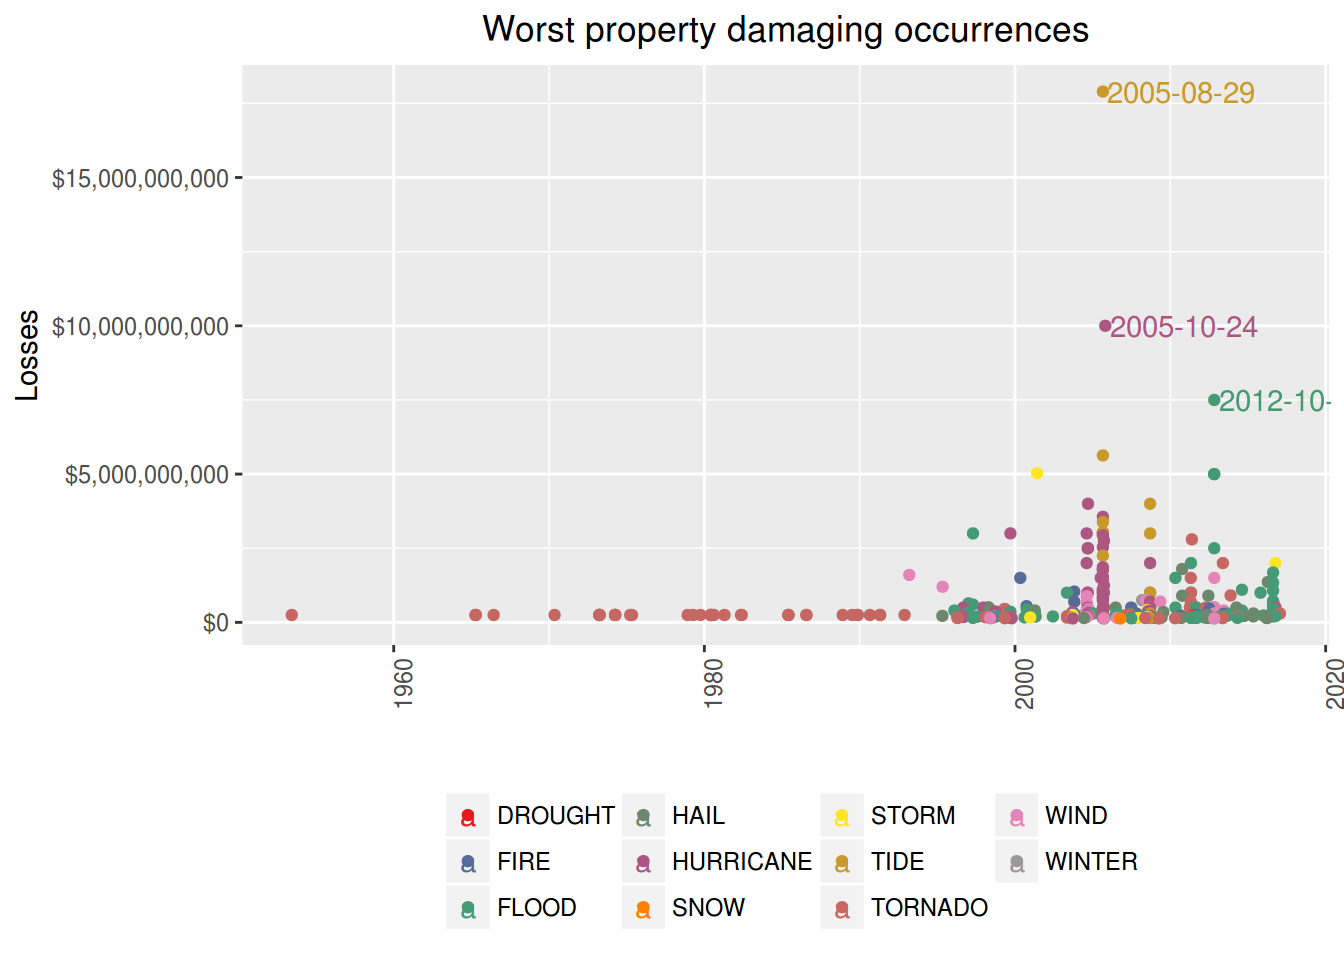 Worst property damaging occurrences
2005-08-29
$15,000,000,000
2005-10-24
$10,000,000,000
Losses
2012-10-
$5,000,000,000
$0
1960
1980
2000
2020
a DROUGHT a HAIL a STORM a WIND
a FIRE a HURRICANE a TIDE a WINTER
a FLOOD a SNOW a TORNADO